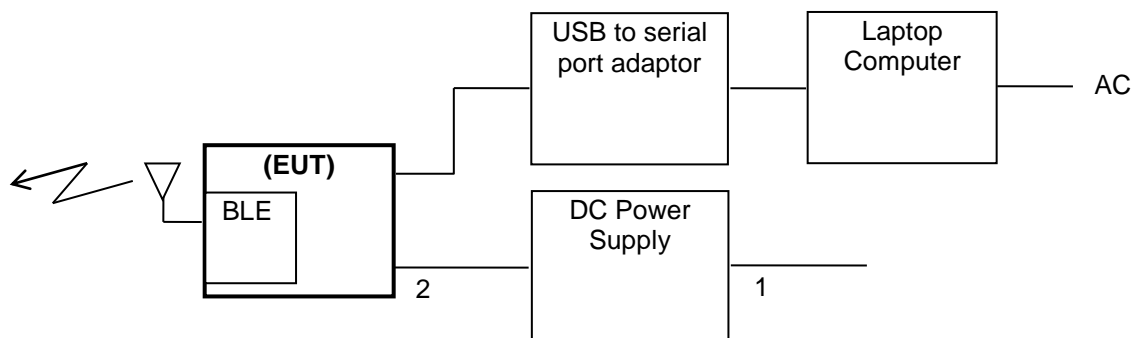 USB to serial
port adaptor
Laptop
Computer
AC
(EUT)
BLE
DC Power
Supply
2
1